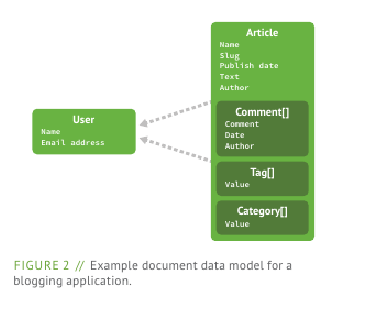 Article
Name
Slug
Publish date
Text
Author
Comment[]
Comment
Date
Author
Tag[]
Value
Category[]
Value
User
Name
Email address
FIGURE 2 // Example document data model for a
blogging application.